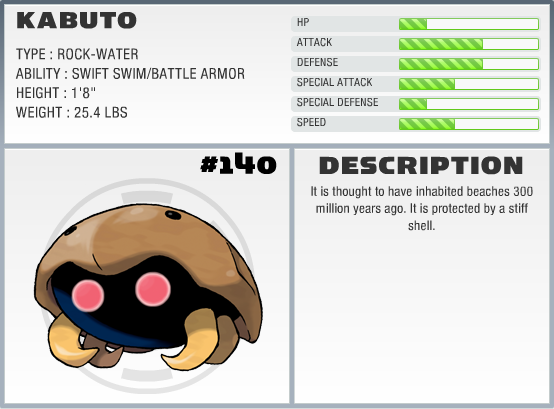 KABUTO
TYPE : ROCK-WATER
ABILITY : SWIFT SWIM/BATTLE ARMOR
HEIGHT : 1'8"
WEIGHT : 25.4 LBS
HP
ATTACK
DEFENSE
SPECIAL ATTACK
SPECIAL DEFENSE
SPEED
#140
DESCRIPTION
It is thought to have inhabited beaches 300
million years ago. It is protected by a stiff
shell.